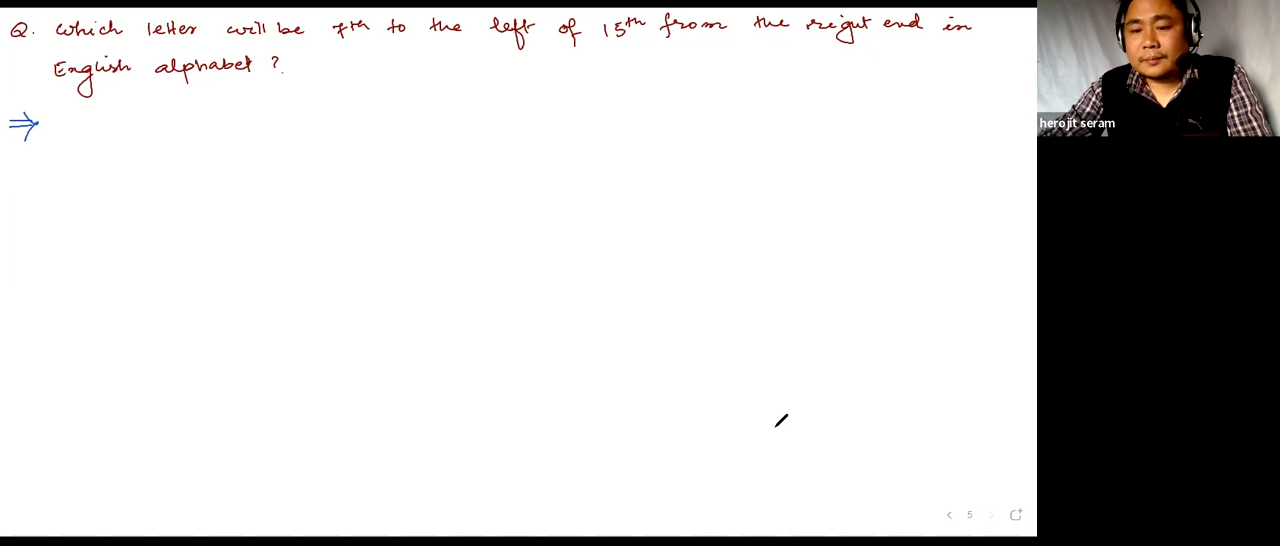 Q. Which letter will be 7th to the left of 15th from the right end in
English alphabet ?
⇒
herojit seram
5